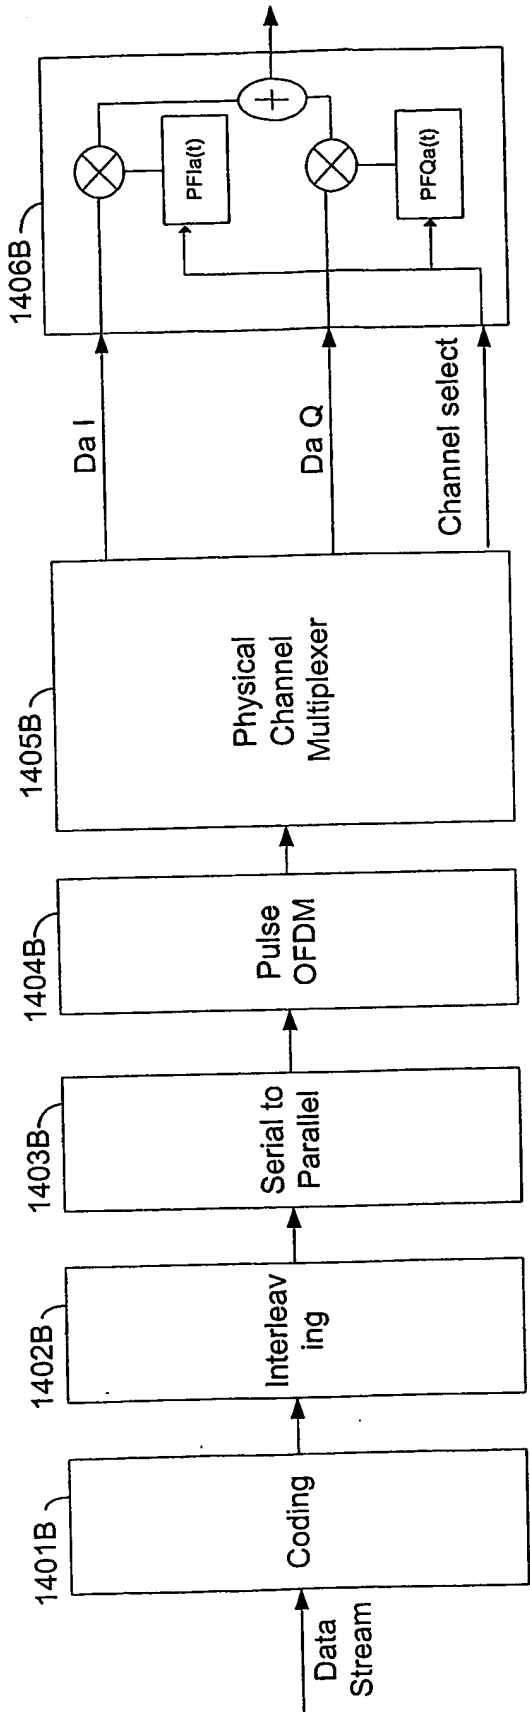 Data
Stream
1401B
Coding
1402B
Interleav
ing
1403B
Serial to
Parallel
1404B
Pulse
OFDM
1405B
Physical
Channel
Multiplexer
Da I
Da Q
Channel select
1406B
PFIa(t)
PFQa(t)